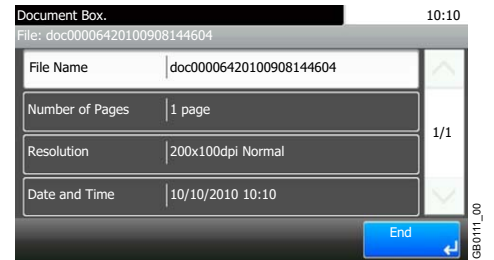 Document Box. 10:10
File: doc00006420100908144604
File Name doc00006420100908144604
Number of Pages 1 page
1/1
Resolution 200x100dpi Normal
Date and Time 10/10/2010 10:10
End
GB0111_00